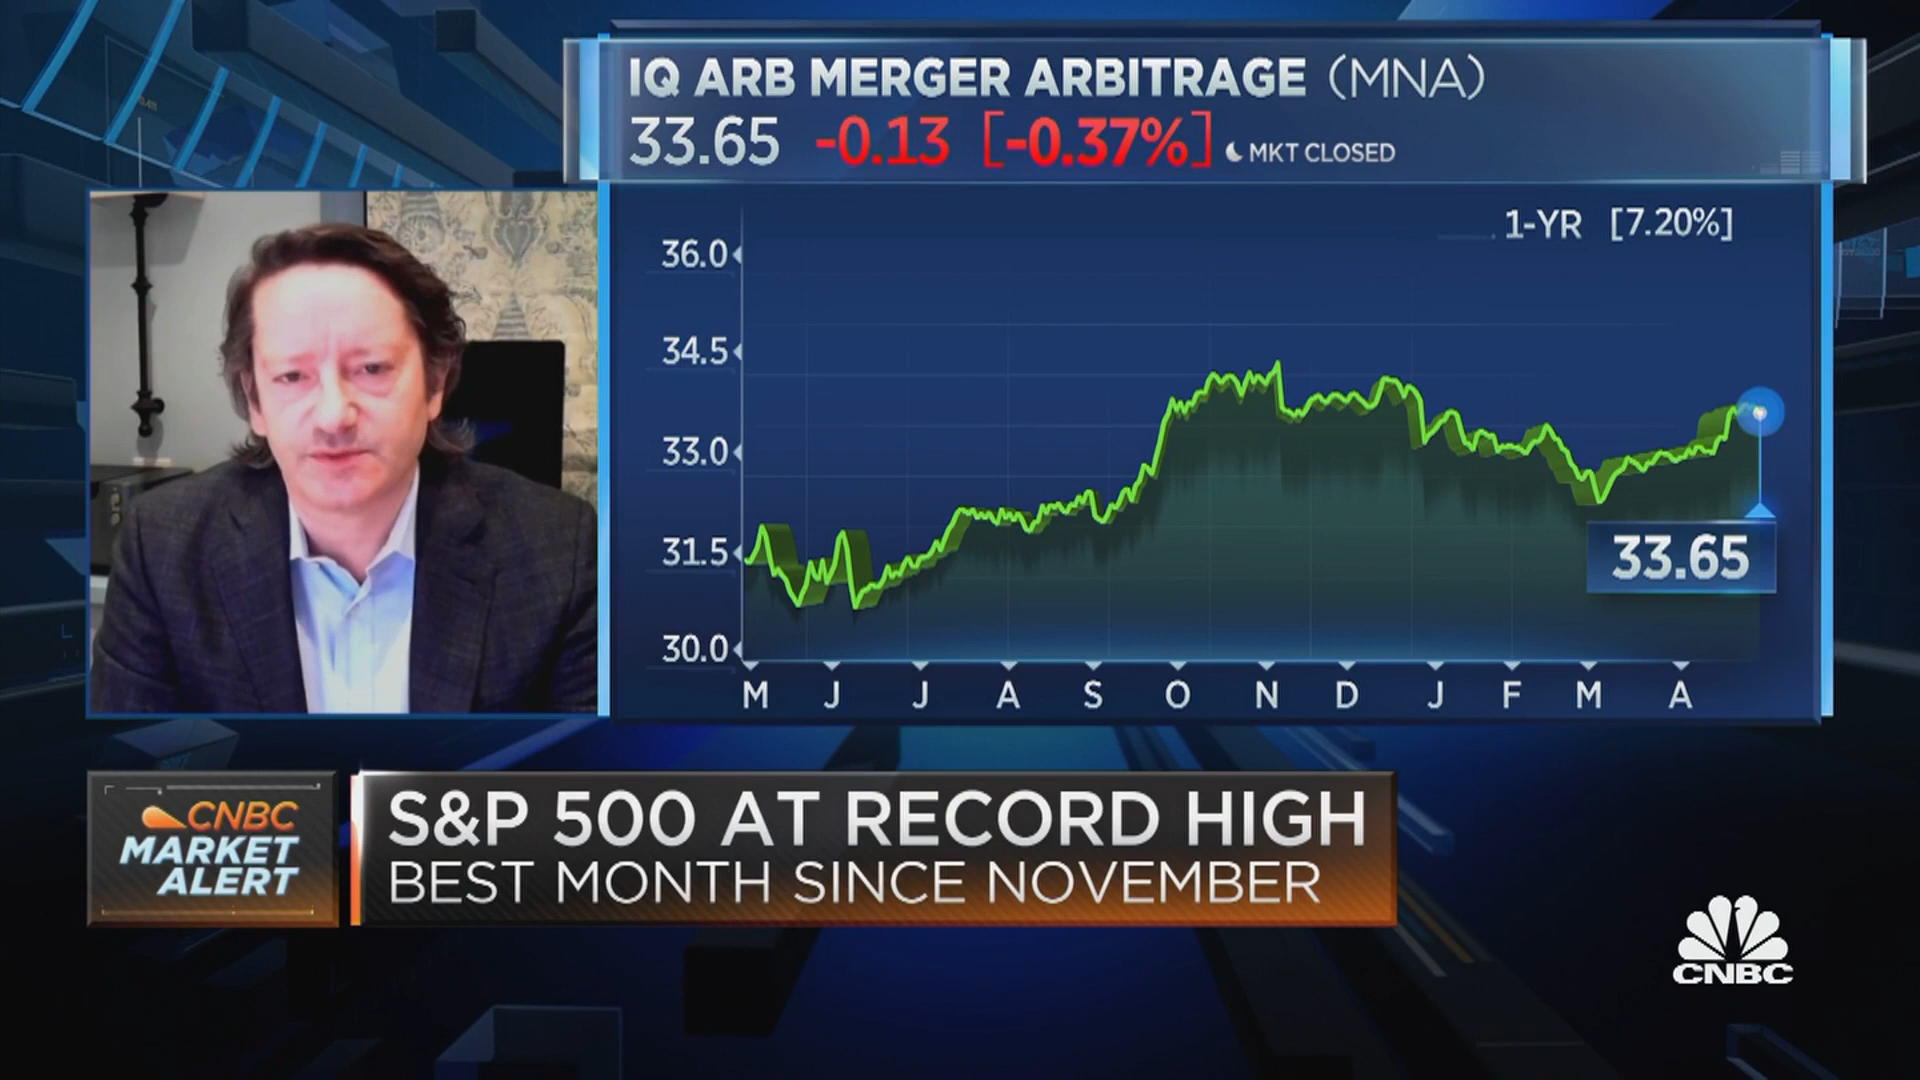 IQ ARB MERGER ARBITRAGE (MNA)
33.65 -0.13 [-0.37%] MKT CLOSED
1-YR [7.20%]
36.0
34.5
33.0
31.5
30.0
33.65
M J J A S O N D J F M A
CNBC
MARKET
ALERT
S&P 500 AT RECORD HIGH
BEST MONTH SINCE NOVEMBER
CNBC